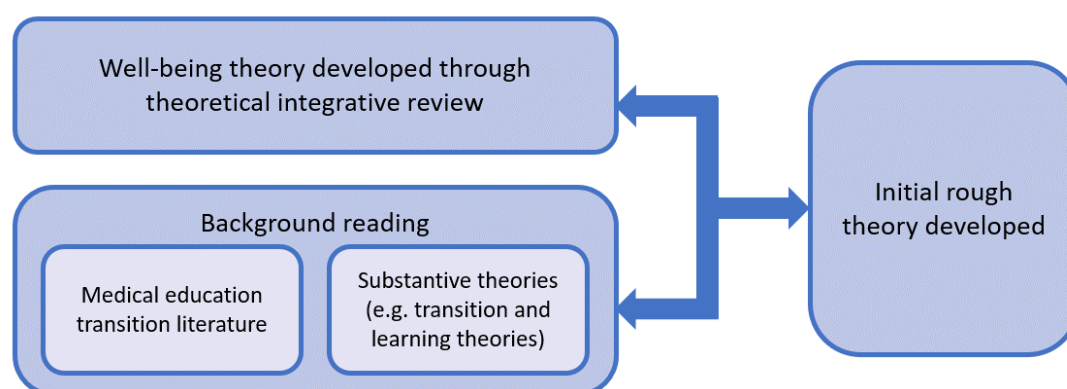 Well-being theory developed through
theoretical integrative review
Background reading
Medical education
transition literature
Substantive theories
(e.g. transition and
learning theories)
Initial rough
theory developed